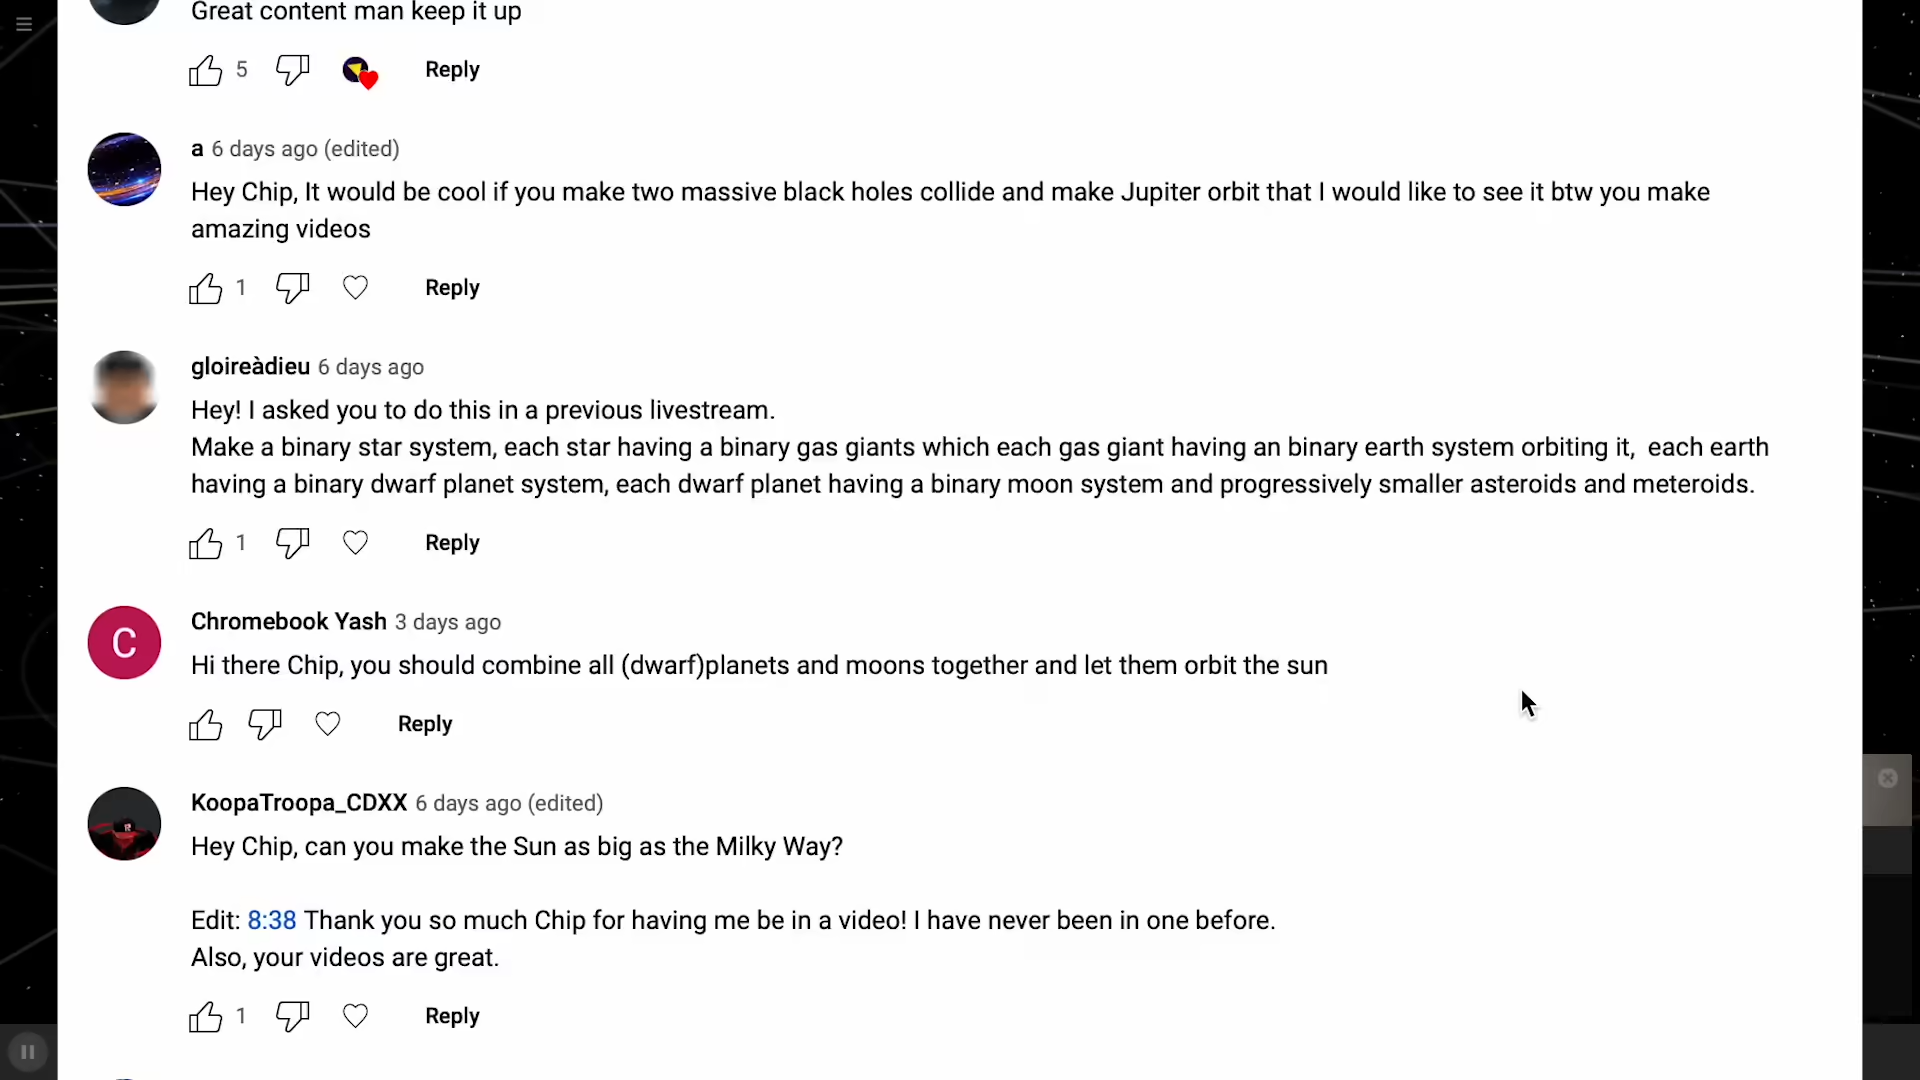 Great content man keep it up
5 Reply
a 6 days ago (edited)
Hey Chip, It would be cool if you make two massive black holes collide and make Jupiter orbit that I would like to see it btw you make
amazing videos
1 Reply
gloireàdieu 6 days ago
Hey! I asked you to do this in a previous livestream.
Make a binary star system, each star having a binary gas giants which each gas giant having an binary earth system orbiting it, each earth
having a binary dwarf planet system, each dwarf planet having a binary moon system and progressively smaller asteroids and meteroids.
1 Reply
C
Chromebook Yash 3 days ago
Hi there Chip, you should combine all (dwarf)planets and moons together and let them orbit the sun
Reply
KoopaTroopa_CDXX 6 days ago (edited)
Hey Chip, can you make the Sun as big as the Milky Way?
Edit: 8:38 Thank you so much Chip for having me be in a video! I have never been in one before.
Also, your videos are great.
1 Reply